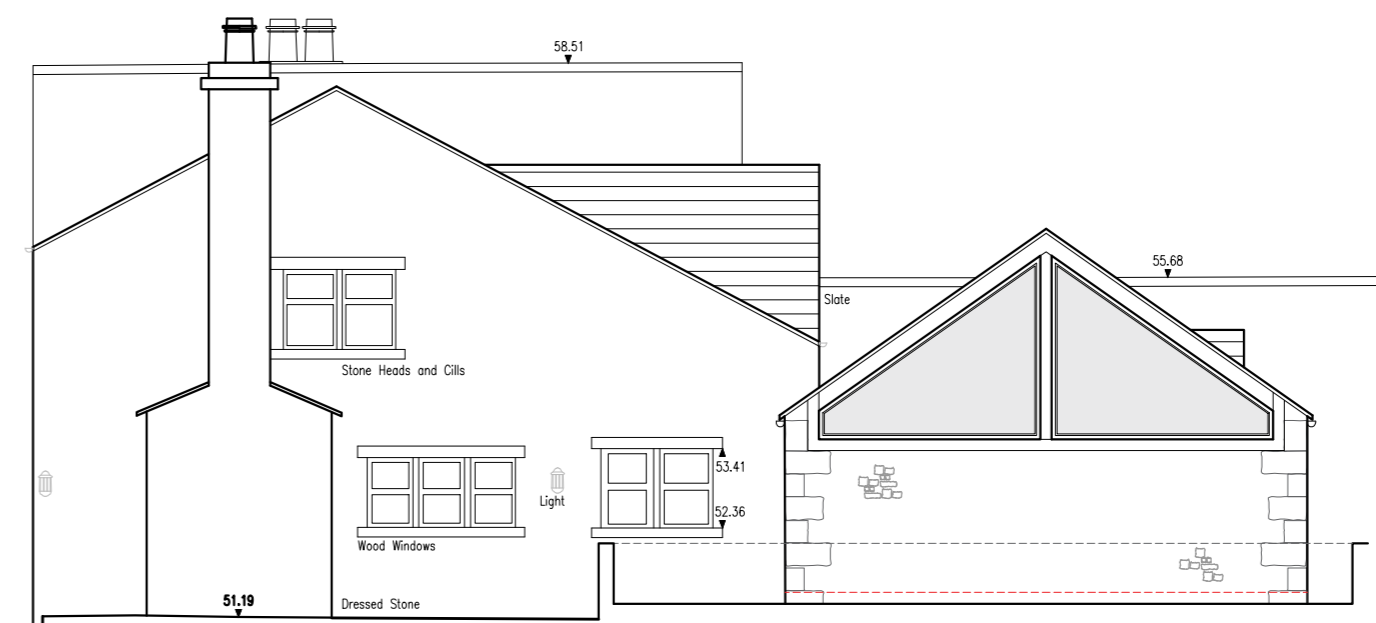 58.51
55.68
Slate
Stone Heads and Cills
53.41
Light
52.36
Wood Windows
51.19
Dressed Stone